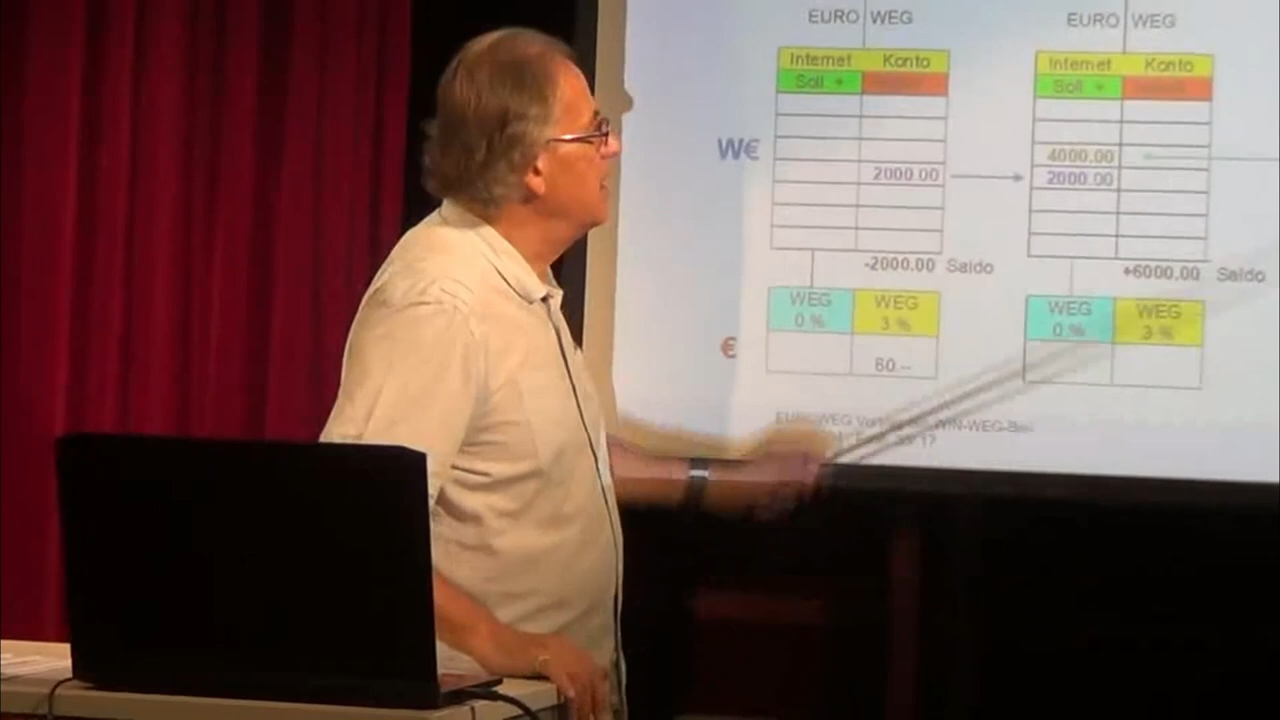 EURO WEG EURO WEG
Internet Konto Internet Konto
Soll + Soll +
W€
4000.00
2000.00 2000.00
-2000.00 Saldo +6000.00 Saldo
WEG WEG WEG WEG
0 % 3 % 0 % 3 %
€
60.--